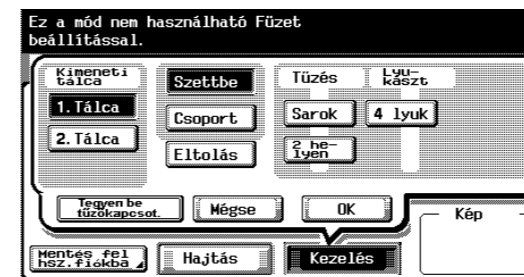 Ez a mód nem használható Füzet
beállítással.
Kimeneti
tálca
Szettbe
Tűzés
Lyu-
kaszt
1. Tálca
Csoport
Sarok
4 lyuk
2. Tálca
Eltolás
2 he-
lyen
Tegyen be
tűzőkapcsot.
Mégse
OK
Kép
Mentés fel
hsz.fiókba
Hajtás
Kezelés